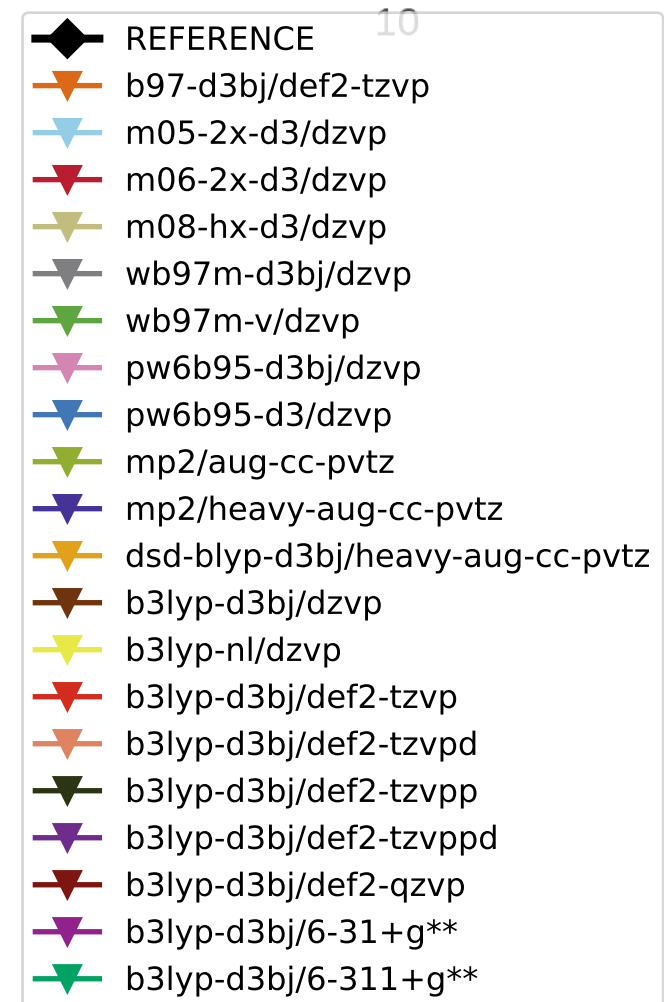 10
REFERENCE
b97-d3bj/def2-tzvp
m05-2x-d3/dzvp
m06-2x-d3/dzvp
m08-hx-d3/dzvp
wb97m-d3bj/dzvp
wb97m-v/dzvp
pw6b95-d3bj/dzvp
pw6b95-d3/dzvp
mp2/aug-cc-pvtz
mp2/heavy-aug-cc-pvtz
dsd-blyp-d3bj/heavy-aug-cc-pvtz
b3lyp-d3bj/dzvp
b3lyp-nl/dzvp
b3lyp-d3bj/def2-tzvp
b3lyp-d3bj/def2-tzvpd
b3lyp-d3bj/def2-tzvpp
b3lyp-d3bj/def2-tzvppd
b3lyp-d3bj/def2-qzvp
b3lyp-d3bj/6-31+g**
b3lyp-d3bj/6-311+g**